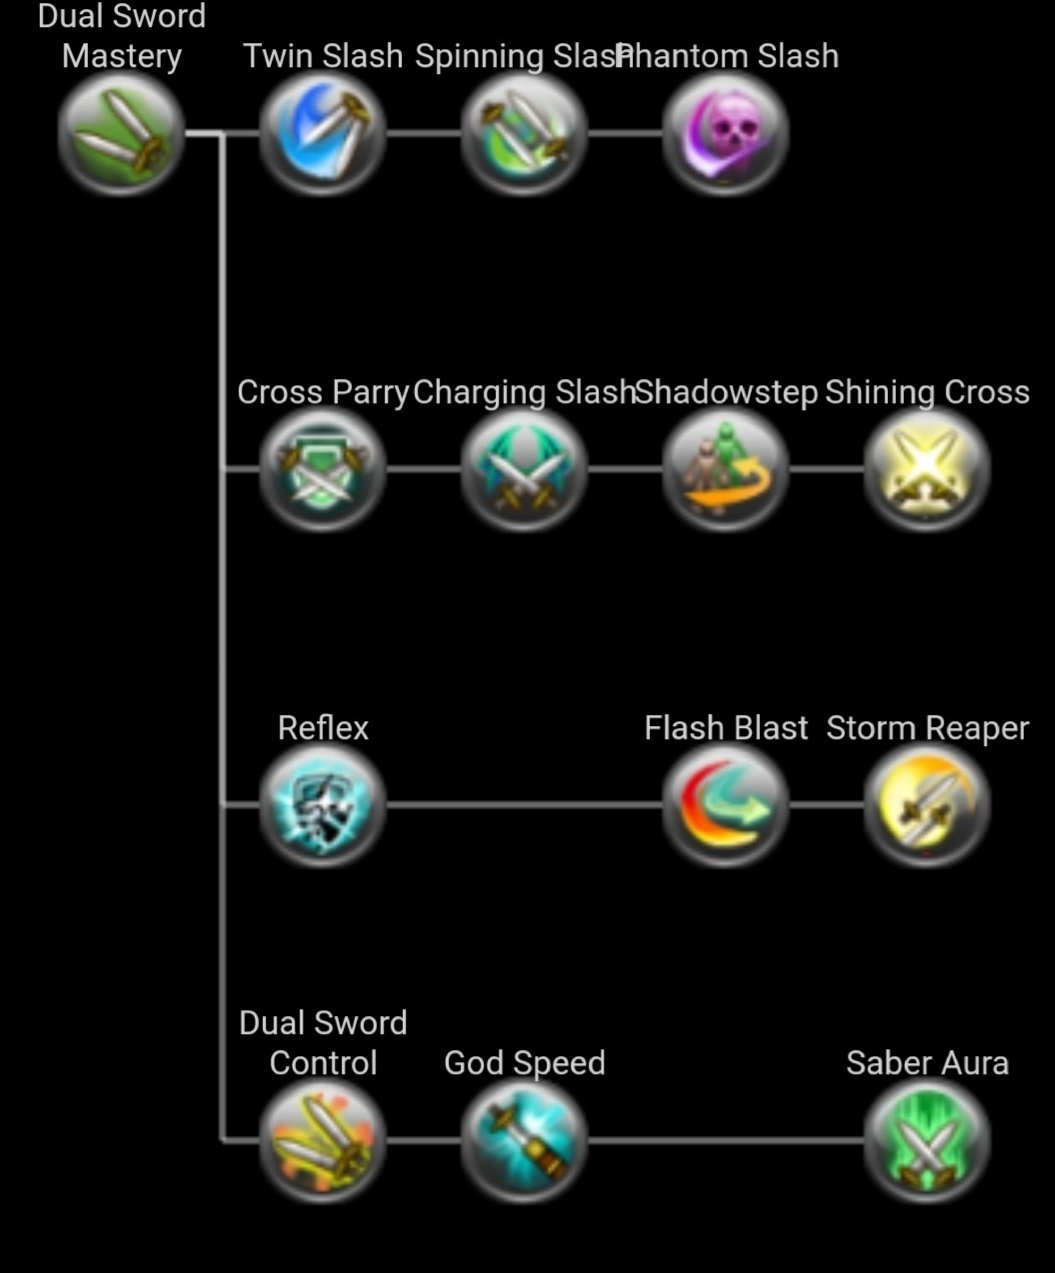 Dual Sword
Mastery
Twin Slash
Spinning Slash
Phantom Slash
Cross Parry
Charging Slash
Shadowstep
Shining Cross
Reflex
Flash Blast
Storm Reaper
Dual Sword
Control
God Speed
Saber Aura